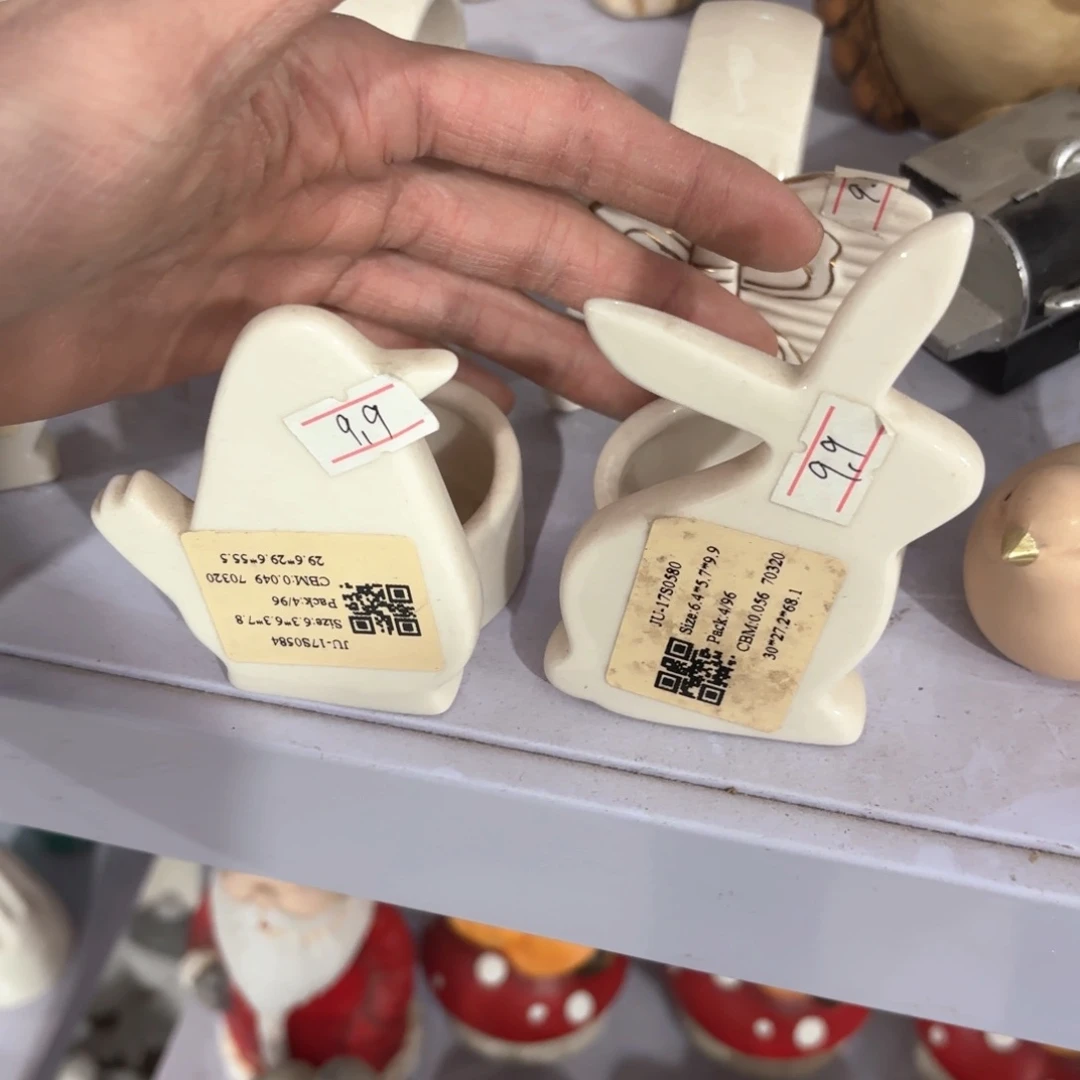 9.
9,9
9,9
JU-17S0584
Size:6.3*6.3*7.8
Pack:4/96
CBM:0.049 70320
29.6*29.6*55.5
JU-17S0580
Size:6.4*5.7*9.9
Pack:4/96
CBM:0.056 70320
30*27.2*68.1